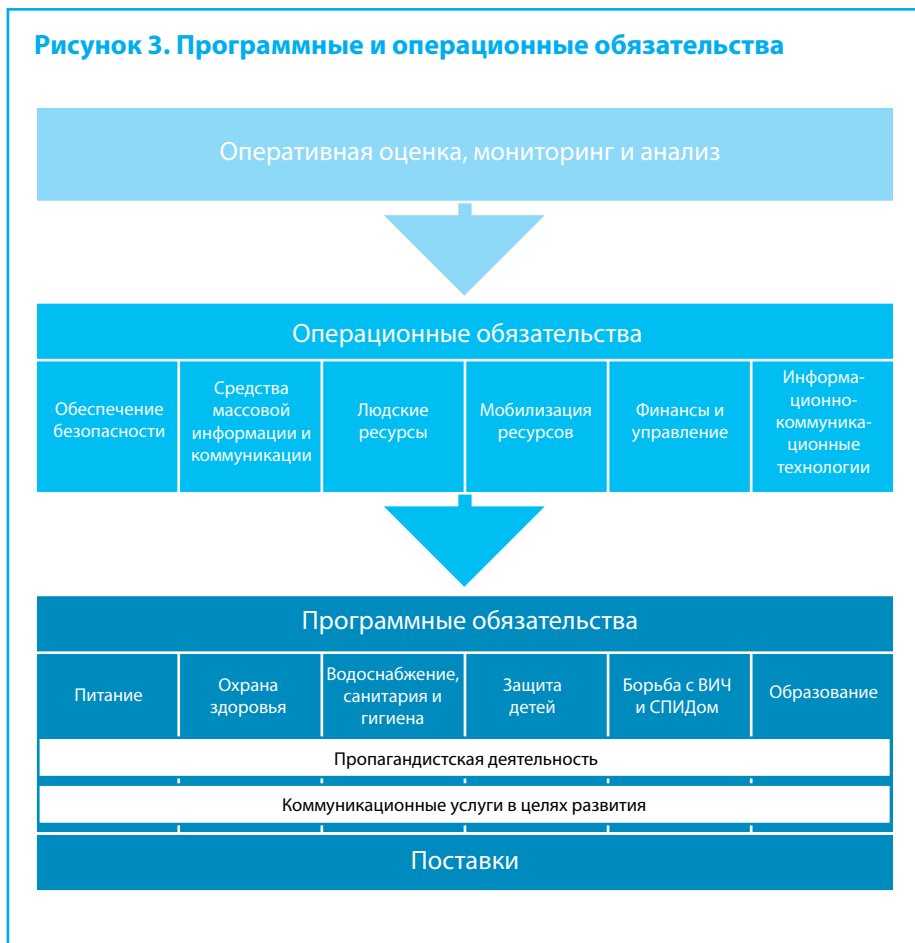 Рисунок 3. Программные и операционные обязательства
Оперативная оценка, мониторинг и анализ
Операционные обязательства
Обеспечение
безопасности
Средства
массовой
информации и
коммуникации
Людские
ресурсы
Мобилизация
ресурсов
Финансы и
управление
Информа-
ционно-
коммуника-
ционные
технологии
Программные обязательства
Питание
Охрана
здоровья
Водоснабжение,
санитария и
гигиена
Защита
детей
Борьба с ВИЧ
и СПИДом
Образование
Пропагандистская деятельность
Коммуникационные услуги в целях развития
Поставки